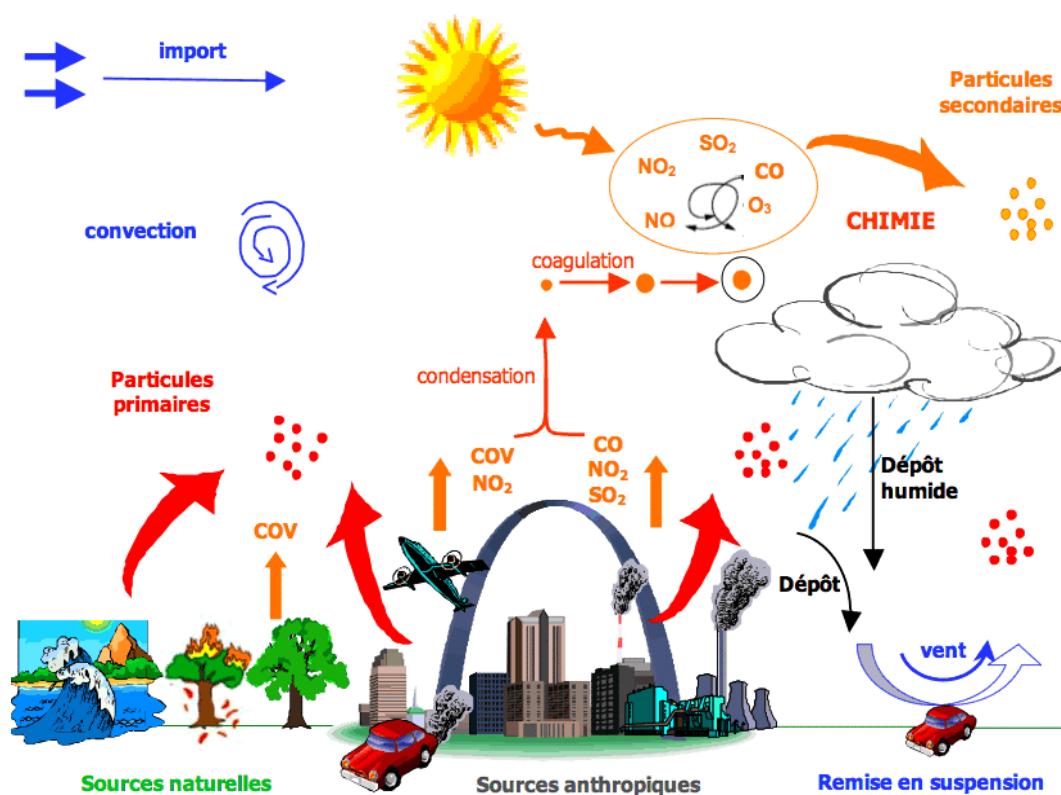 import
Particules
secondaires
SO₂
NO₂
CO
O₃
NO
CHIMIE
convection
coagulation
condensation
Particules
primaires
COV
NO₂
CO
NO₂
SO₂
Dépôt
humide
COV
Dépôt
vent
Sources naturelles
Sources anthropiques
Remise en suspension